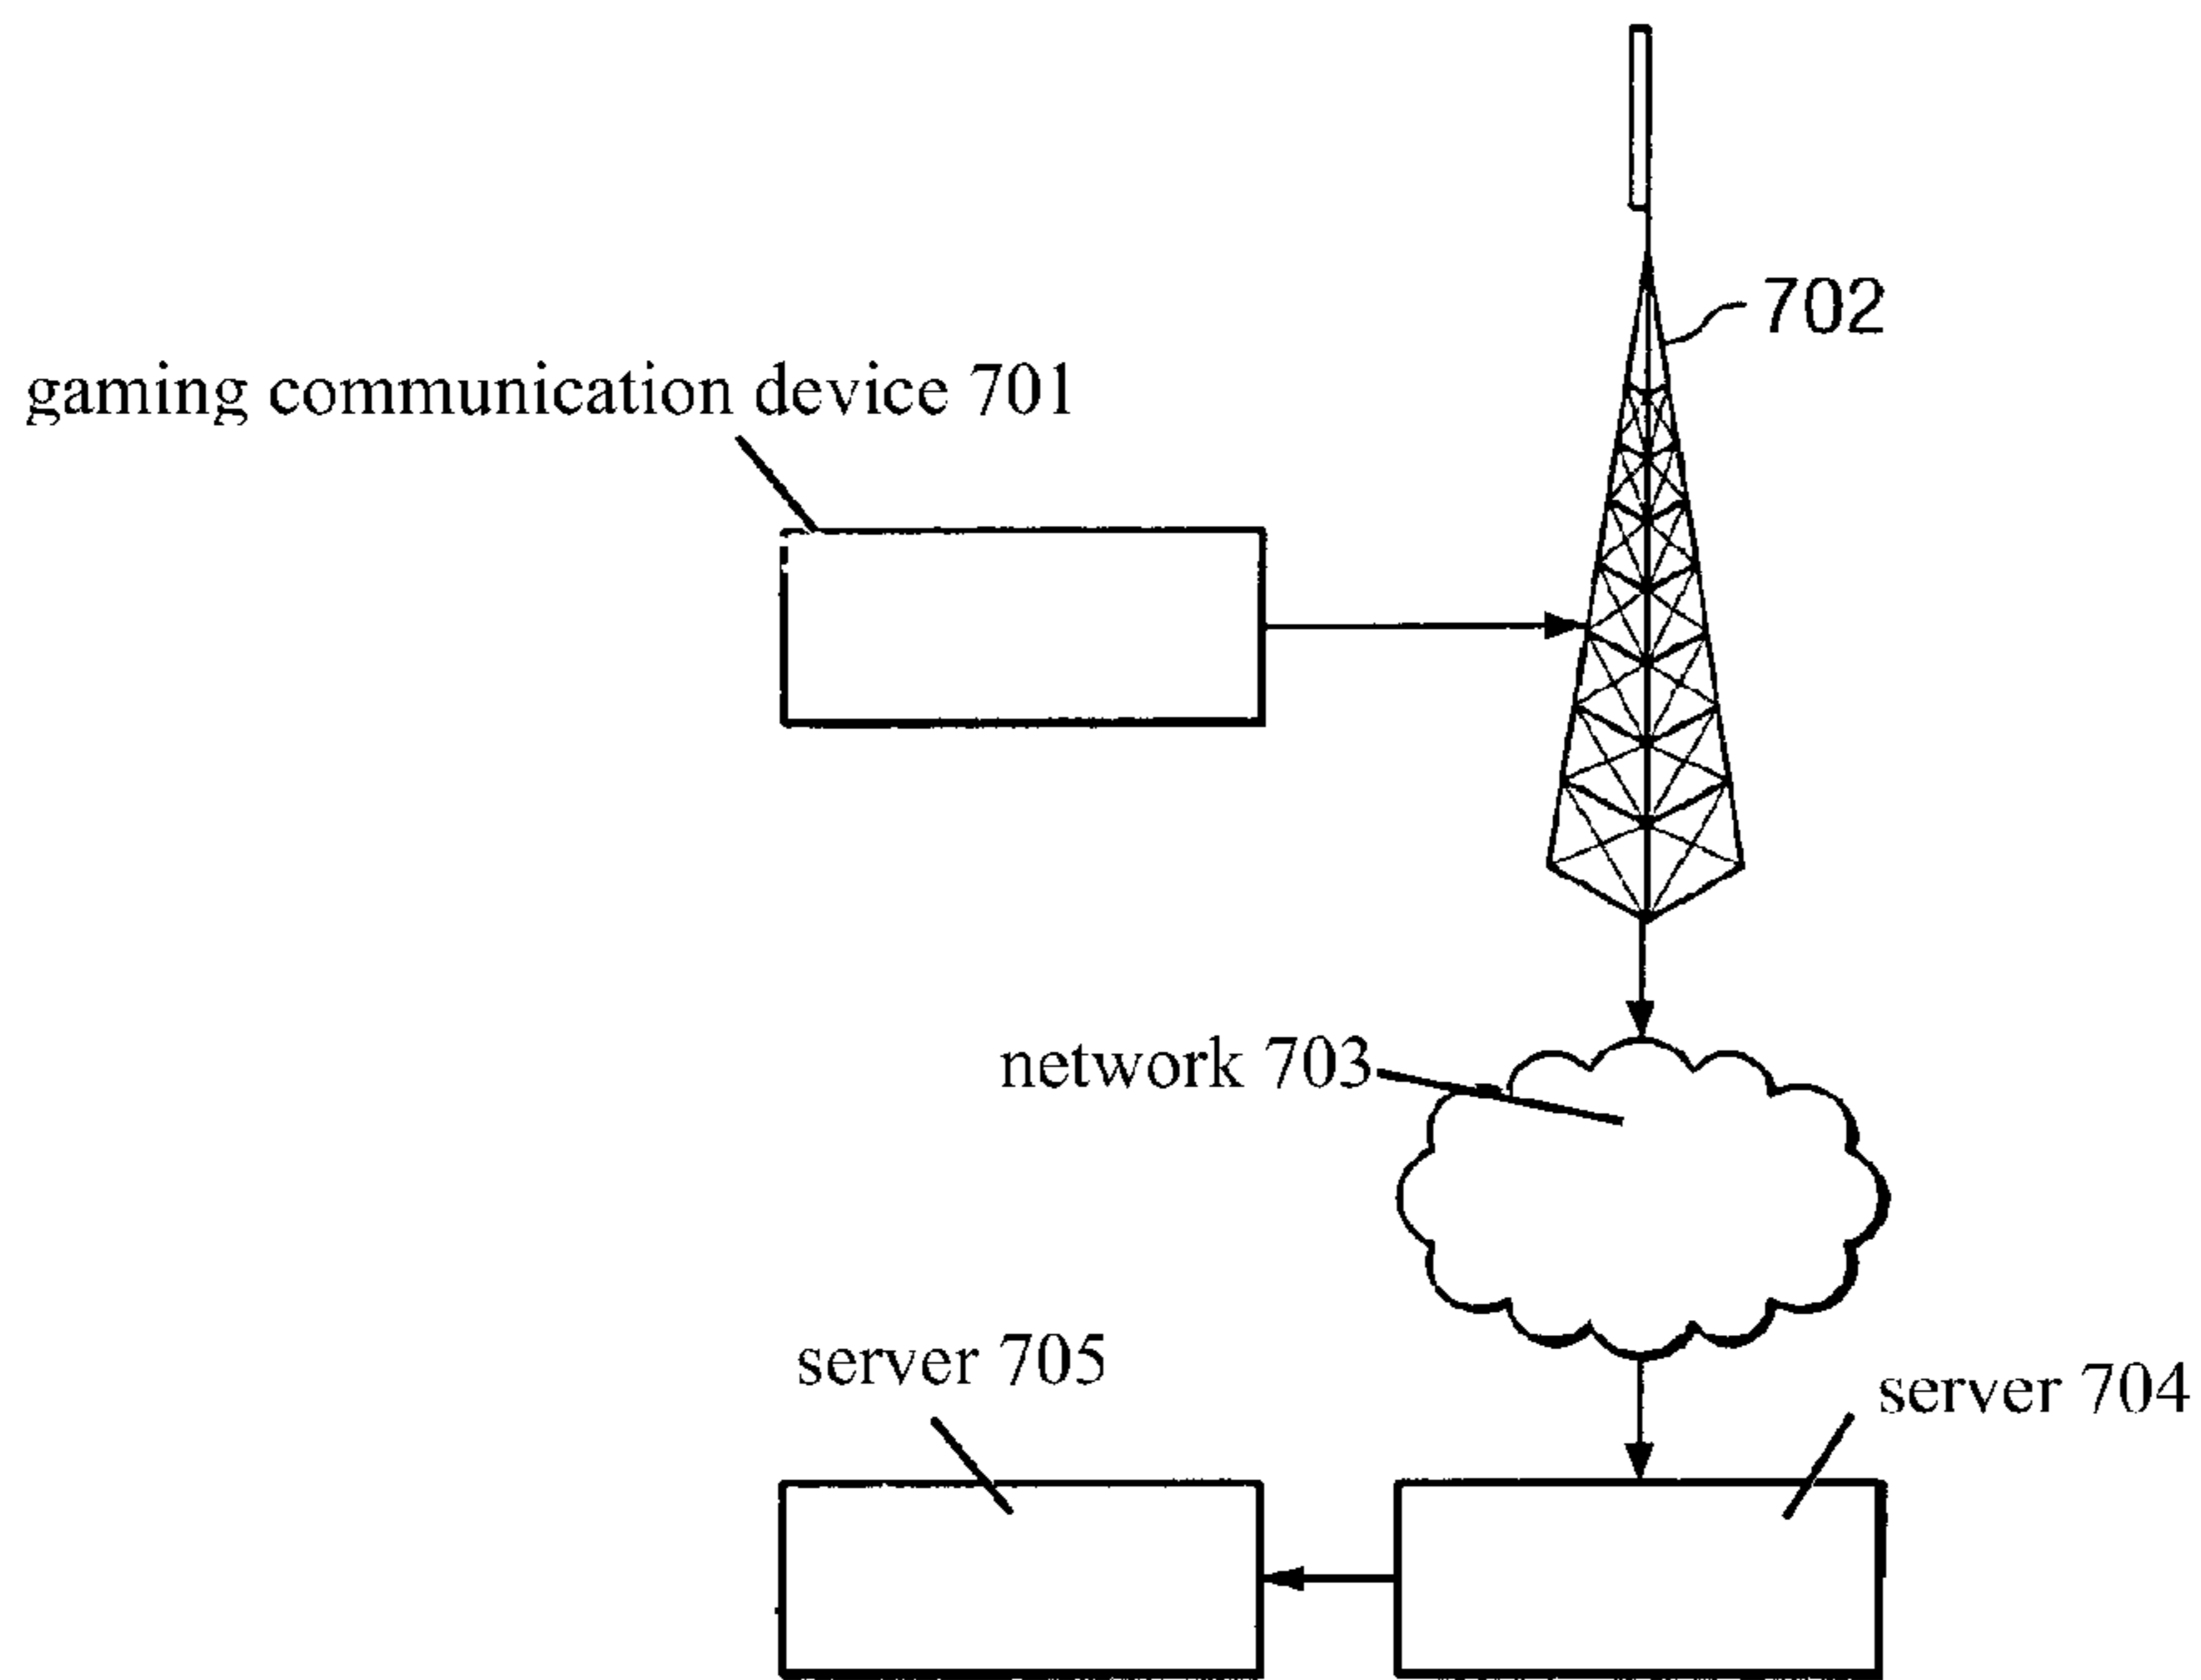 702
gaming communication device 701
network 703
server 705
server 704